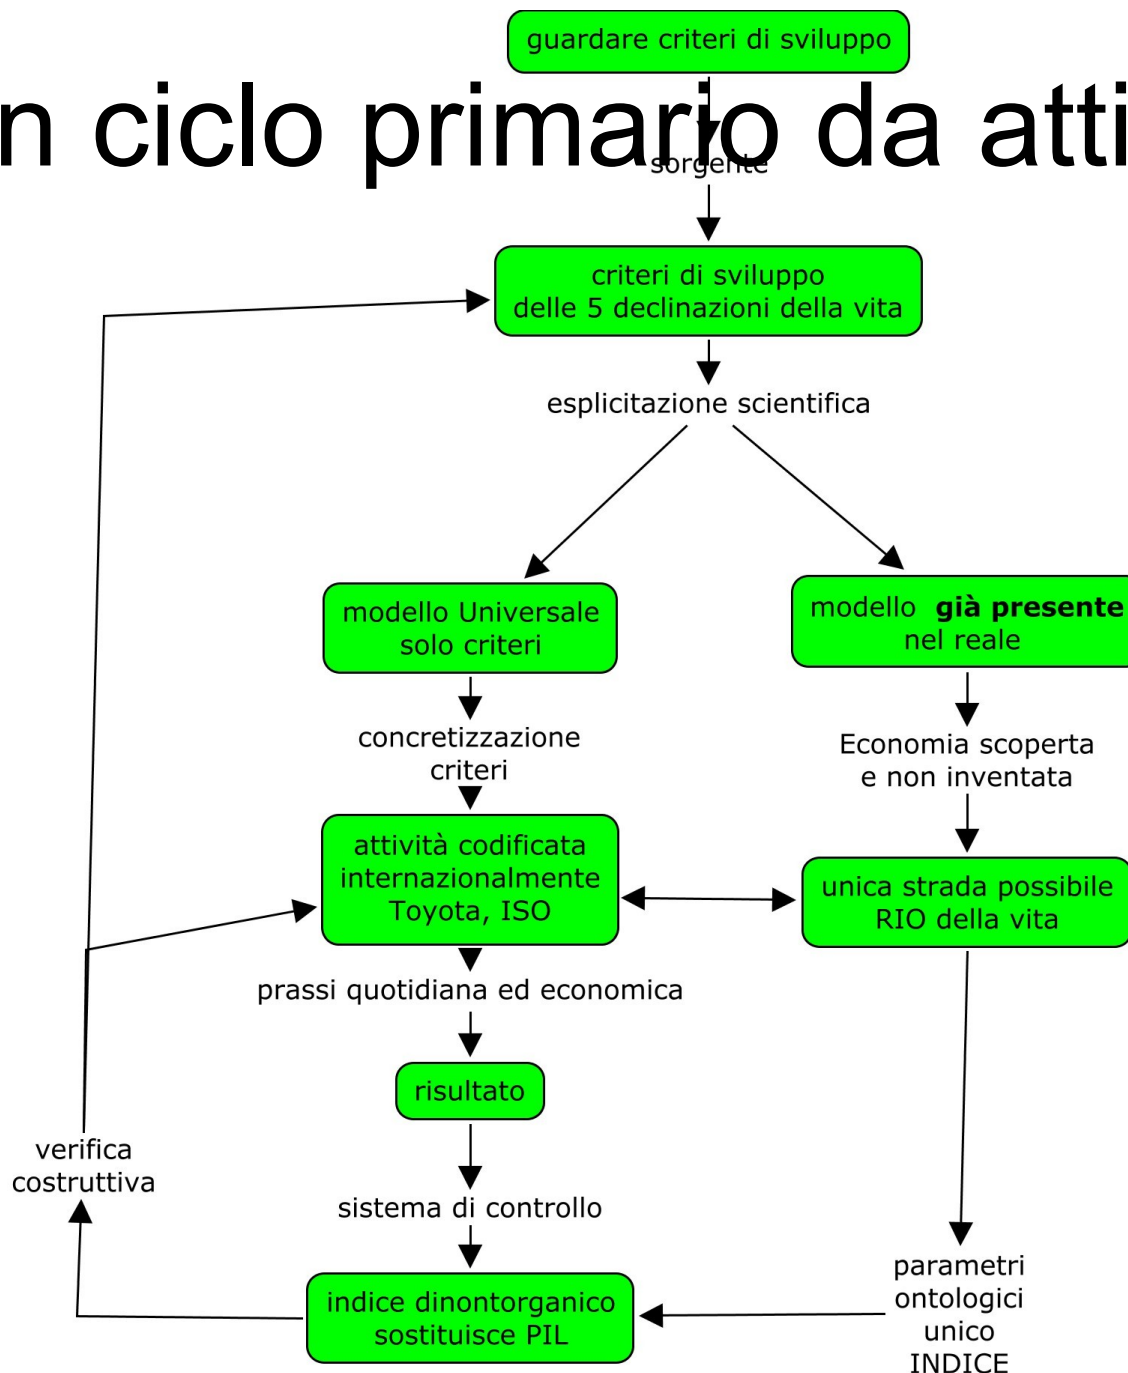 guardare criteri di sviluppo
n ciclo primario da atti
sorgente
criteri di sviluppo
delle 5 declinazioni della vita
esplicitazione scientifica
modello Universale
solo criteri
modello già presente
nel reale
concretizzazione
criteri
Economia scoperta
e non inventata
attività codificata
internazionalmente
Toyota, ISO
unica strada possibile
RIO della vita
prassi quotidiana ed economica
risultato
verifica
costruttiva
sistema di controllo
parametri
ontologici
unico
INDICE
indice dinontorganico
sostituisce PIL